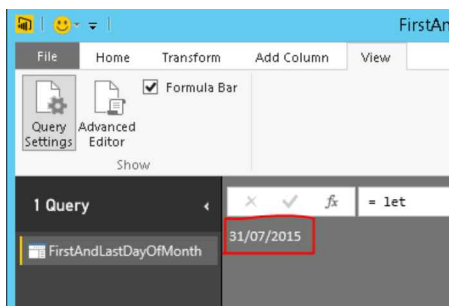 FirstAn
File Home Transform Add Column View
Query Settings
Advanced Editor
Formula Bar
Show
1 Query
fx = let
FirstAndLastDayOfMonth
31/07/2015